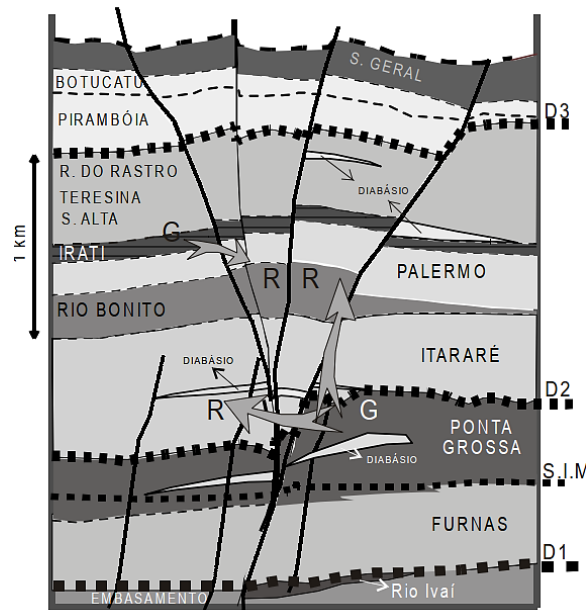 S. GERAL
BOTUCATU
D3
PIRAMBÓIA
R. DO RASTRO
DIABÁSIO
TERESINA
S. ALTA
G
IRATI
1 km
PALERMO
R R
RIO BONITO
ITARARÉ
DIABÁSIO
D2
R
G
PONTA
GROSSA
DIABÁSIO
S.I.M
FURNAS
D1
Rio Ivaí
EMBASAMENTO